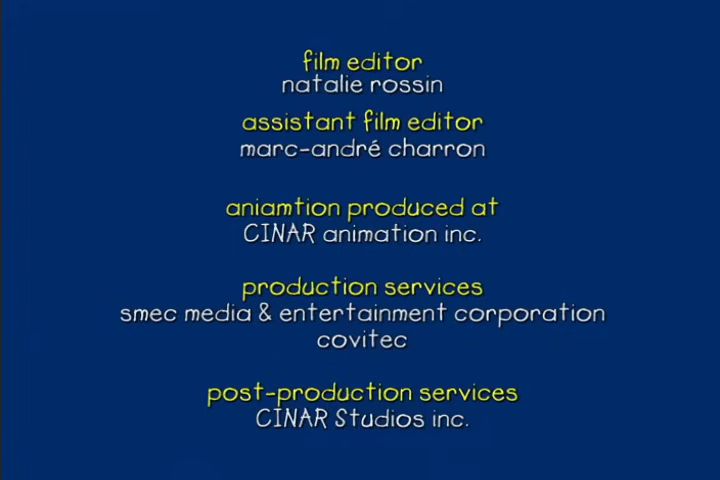 film editor
natalie rossin
assistant film editor
marc-andré charron
aniamtion produced at
CINAR animation inc.
production services
smec media & entertainment corporation
covitec
post-production services
CINAR Studios inc.